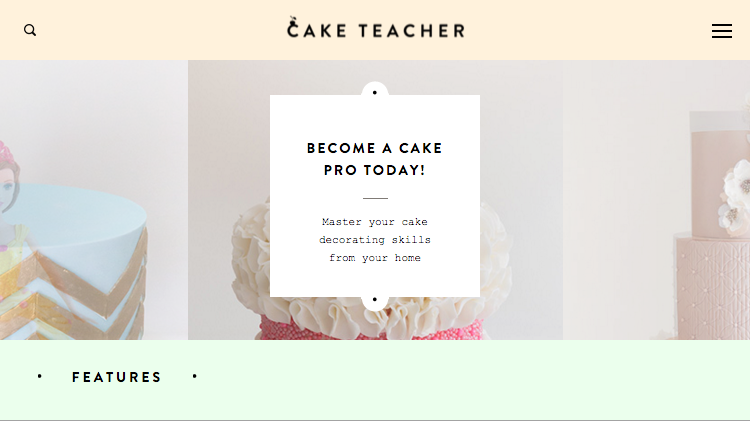 CAKE TEACHER
BECOME A CAKE
PRO TODAY!
Master your cake
decorating skills
from your home
• FEATURES •